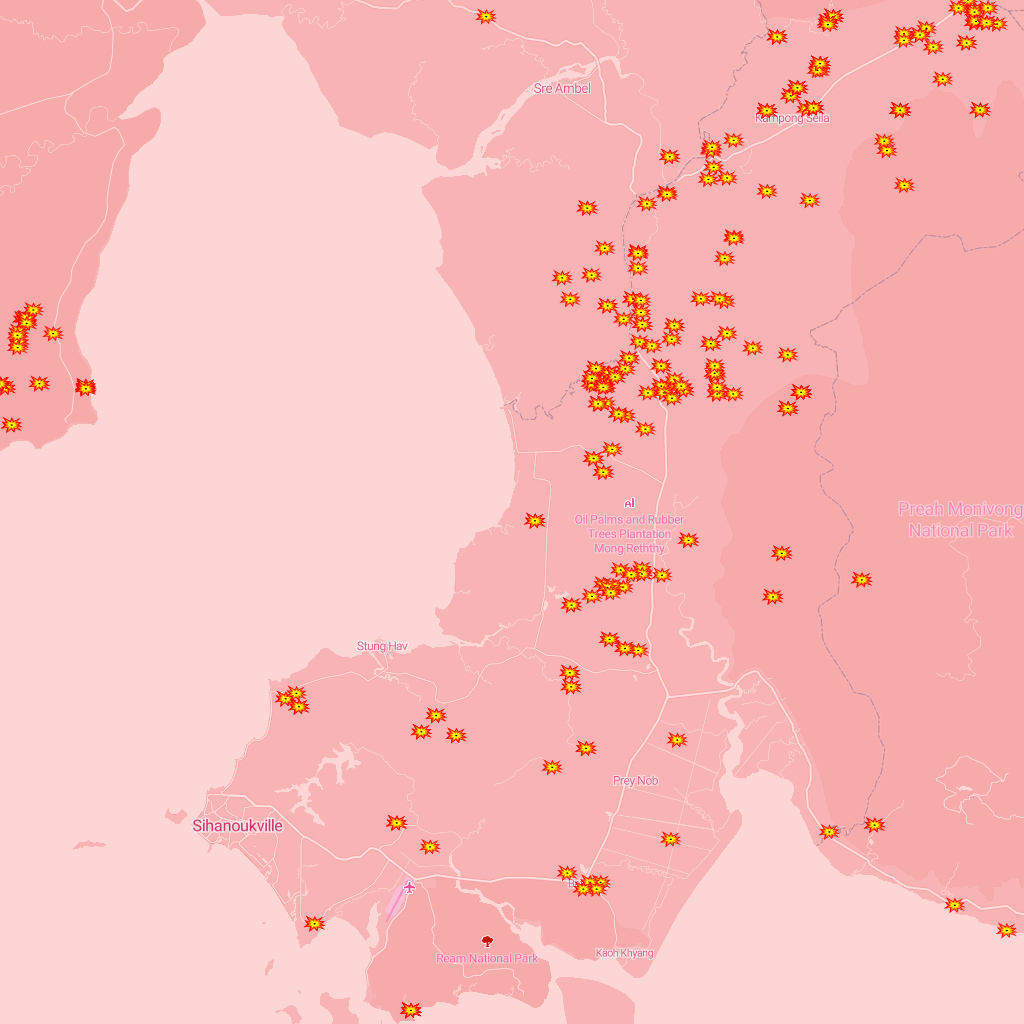 Sre Ambel
Kampong Seila
Preah Monivong
National Park
Oil Palms and Rubber
Trees Plantation
Mong Reththy
Stung Hav
Prey Nob
Sihanoukville
Ream National Park
Kaoh Khyang